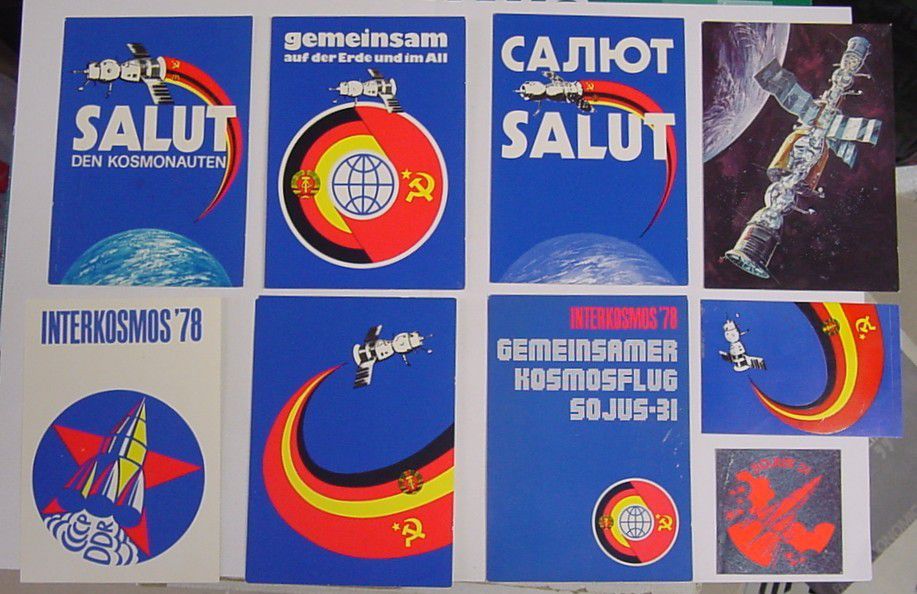 SALUT
DEN KOSMONAUTEN
gemeinsam
auf der Erde und im All
САЛЮТ
SALUT
INTERKOSMOS '78
CCCP
DDR
INTERKOSMOS '78
GEMEINSAMER
KOSMOSFLUG
SOJUS-31